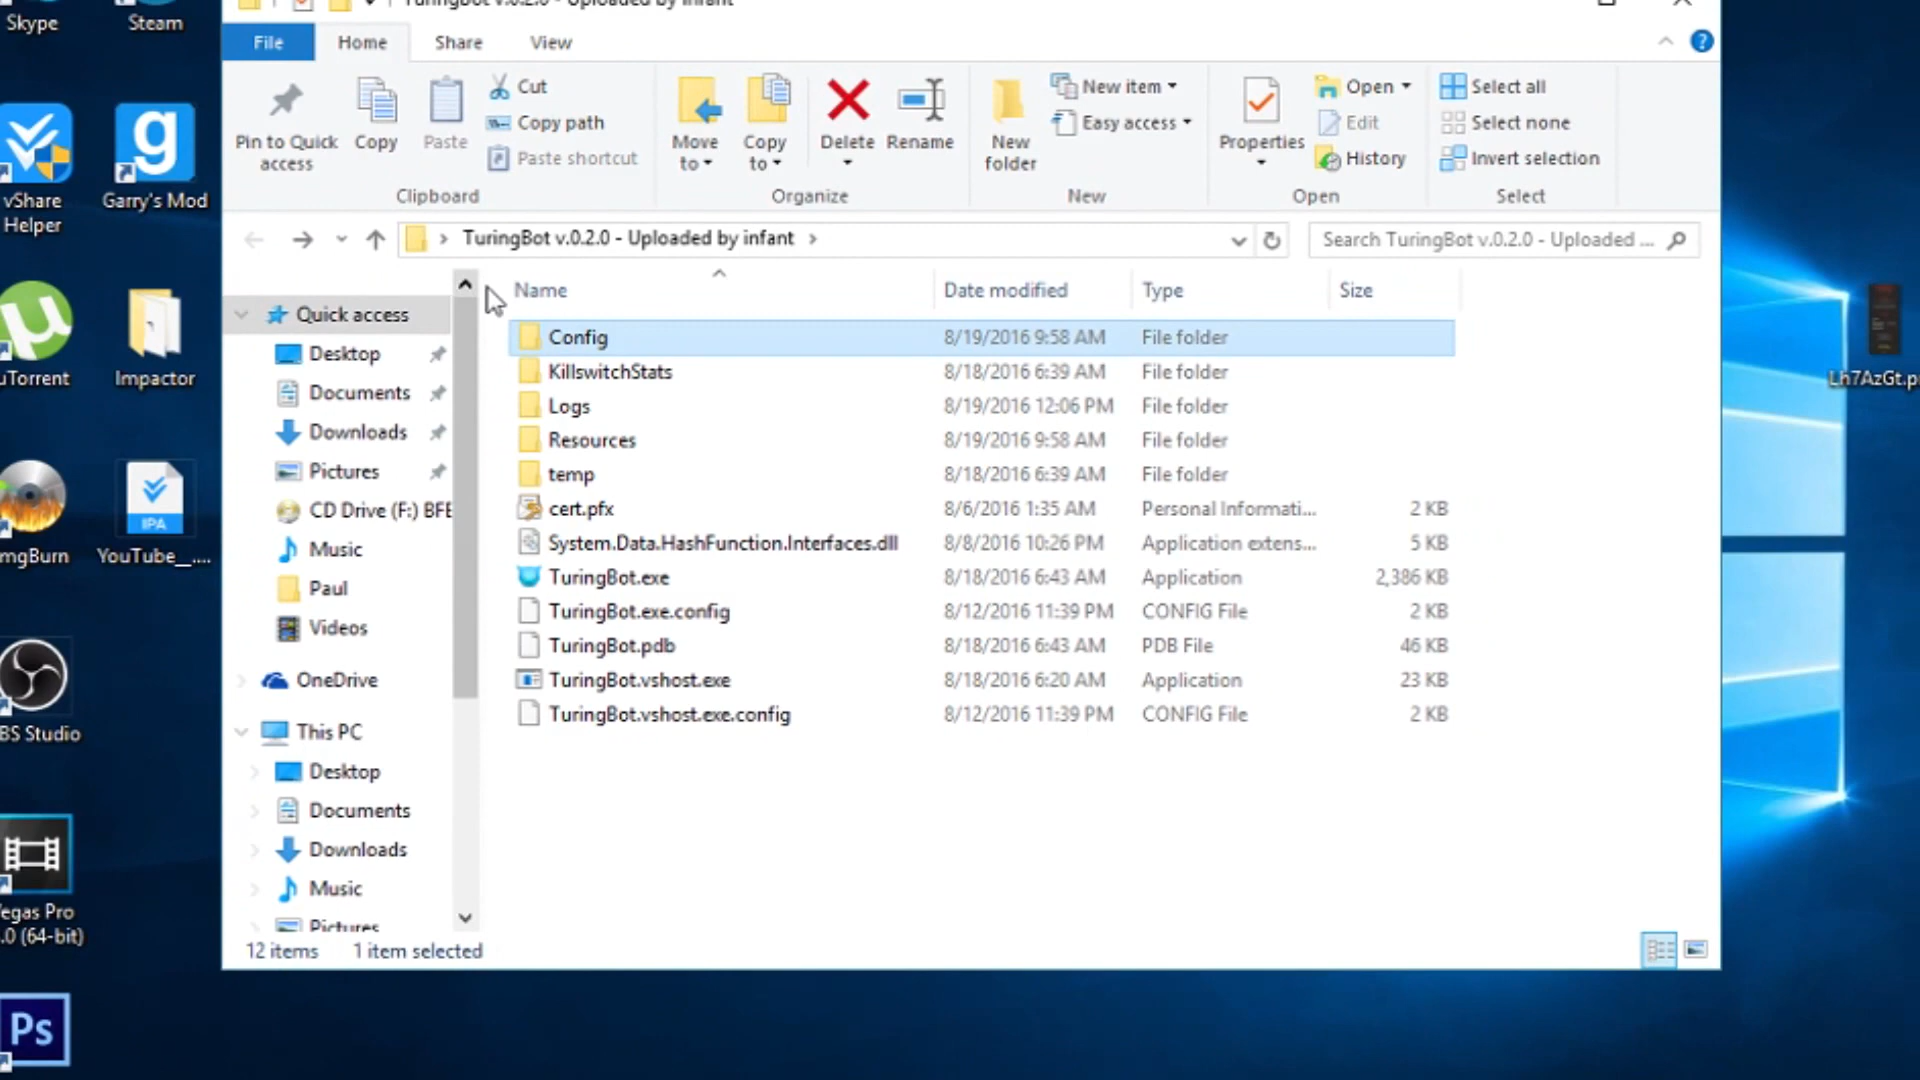 TuringBot v.0.2.0 - Uploaded by infant
File Home Share View
Skype Steam
Pin to Quick access
Copy
Paste
Cut
Copy path
Paste shortcut
Clipboard
Move to
Copy to
Delete
Rename
Organize
New folder
New item
Easy access
New
Properties
Open
Edit
History
Open
Select all
Select none
Invert selection
Select
vShare Helper
Garry's Mod
TuringBot v.0.2.0 - Uploaded by infant
Search TuringBot v.0.2.0 - Uploaded ...
Name Date modified Type Size
Config 8/19/2016 9:58 AM File folder
KillswitchStats 8/18/2016 6:39 AM File folder
Logs 8/19/2016 12:06 PM File folder
Resources 8/19/2016 9:58 AM File folder
temp 8/18/2016 6:39 AM File folder
cert.pfx 8/6/2016 1:35 AM Personal Informati... 2 KB
System.Data.HashFunction.Interfaces.dll 8/8/2016 10:26 PM Application extens... 5 KB
TuringBot.exe 8/18/2016 6:43 AM Application 2,386 KB
TuringBot.exe.config 8/12/2016 11:39 PM CONFIG File 2 KB
TuringBot.pdb 8/18/2016 6:43 AM PDB File 46 KB
TuringBot.vshost.exe 8/18/2016 6:20 AM Application 23 KB
TuringBot.vshost.exe.config 8/12/2016 11:39 PM CONFIG File 2 KB
Quick access
Desktop
Documents
Downloads
Pictures
CD Drive (F:) BFE
Music
Paul
Videos
OneDrive
This PC
Desktop
Documents
Downloads
Music
Pictures
12 items 1 item selected
uTorrent
Impactor
mgBurn
IPA
YouTube__....
BS Studio
egas Pro
.0 (64-bit)
Ps
Lh7AzGt.p